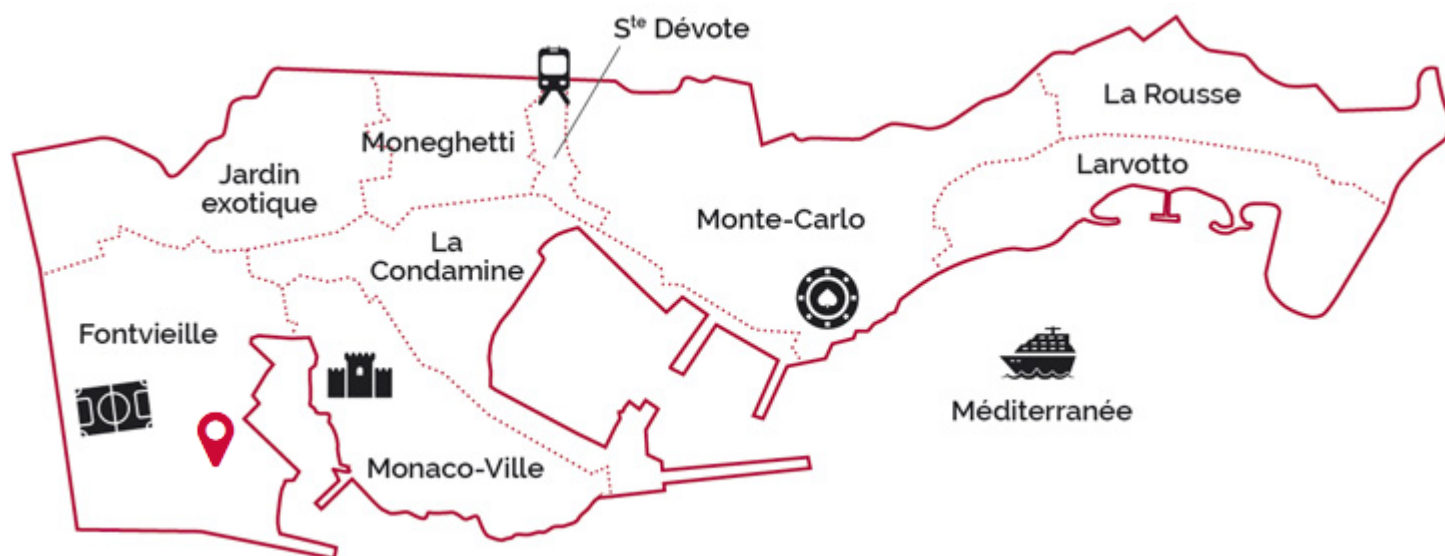 Sᵗᵉ Dévote
La Rousse
Moneghetti
Larvotto
Jardin
exotique
Monte-Carlo
La
Condamine
Fontvieille
Méditerranée
Monaco-Ville